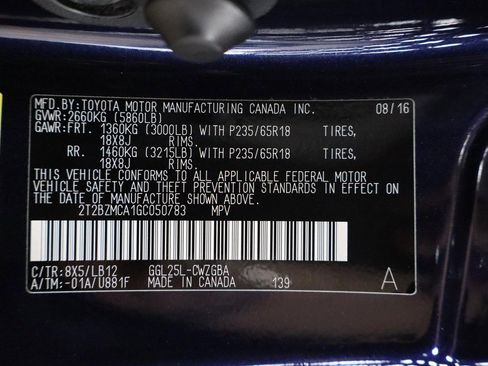 MFD.BY:TOYOTA MOTOR MANUFACTURING CANADA INC. 08/16
GVWR:2660KG (5860LB)
GAWR:FRT. 1360KG (3000LB) WITH P235/65R18 TIRES,
18X8J RIMS.
RR. 1460KG (3215LB) WITH P235/65R18 TIRES,
18X8J RIMS.
THIS VEHICLE CONFORMS TO ALL APPLICABLE FEDERAL MOTOR
VEHICLE SAFETY AND THEFT PREVENTION STANDARDS IN EFFECT
ON THE DATE OF MANUFACTURE SHOWN ABOVE.
2T2BZMCA1GC050783 MPV
C/TR:8X5/LB12 GGL25L-CWZGBA
A/TM:-01A/U881F MADE IN CANADA 139 A